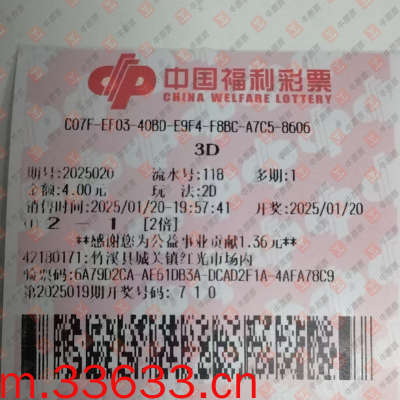 中国福利彩票
CHINA WELFARE LOTTERY
C07F-EF03-40BD-E9F4-F8BC-A7C5-8606
3D
期号:2025020 流水号:118 多期:1
金额:4.00元 玩法:2D
销售时间:2025/01/20-19:57:41 开奖:2025/01/20
① 2 — 1 [2倍]
**感谢您为公益事业贡献1.36元**
42180171:竹溪县城关镇红光市场内
验票码:6A79D2CA-AE61DB3A-DCAD2F1A-4AFA78C9
第2025019期开奖号码:7 1 0
m.33633.cn